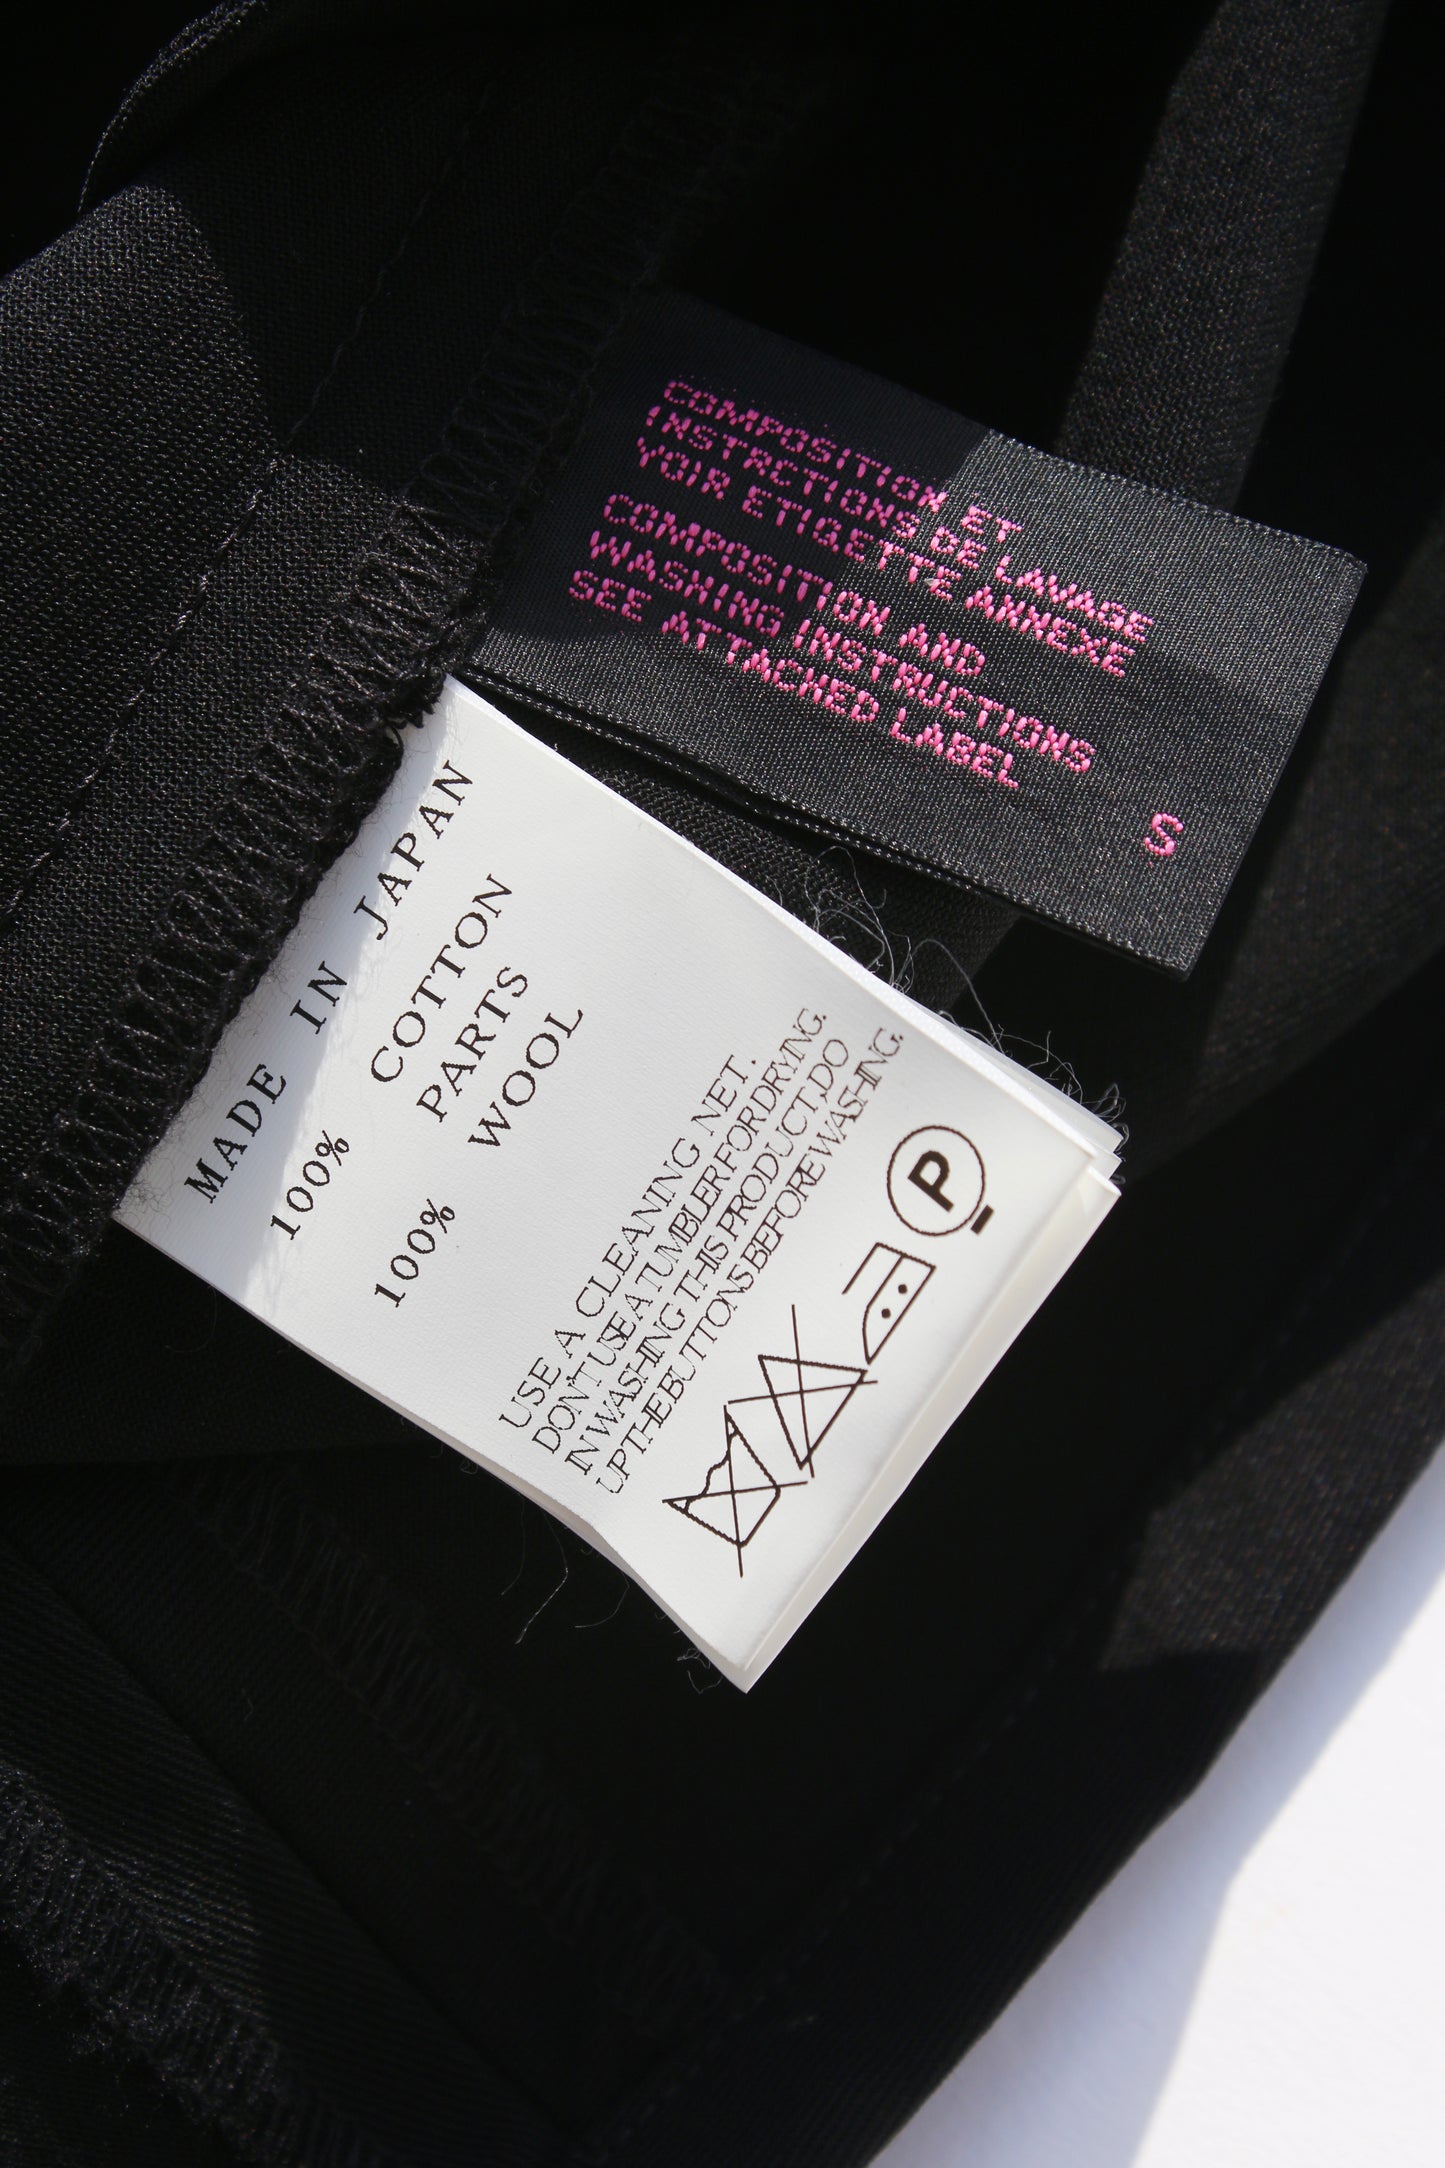 COMPOSITION ET
INSTRCTIONS DE LAVAGE
VOIR ETIQETTE ANNEXE
COMPOSITION AND
WASHING INSTRUCTIONS
SEE ATTACHED LABEL
S
MADE IN JAPAN
100% COTTON
PARTS
100% WOOL
USE A CLEANING NET.
DON'T USE A TUMBLER FOR DRYING.
IN WASHING THIS PRODUCT,DO
UP THE BUTTONS BEFORE WASHING.
P